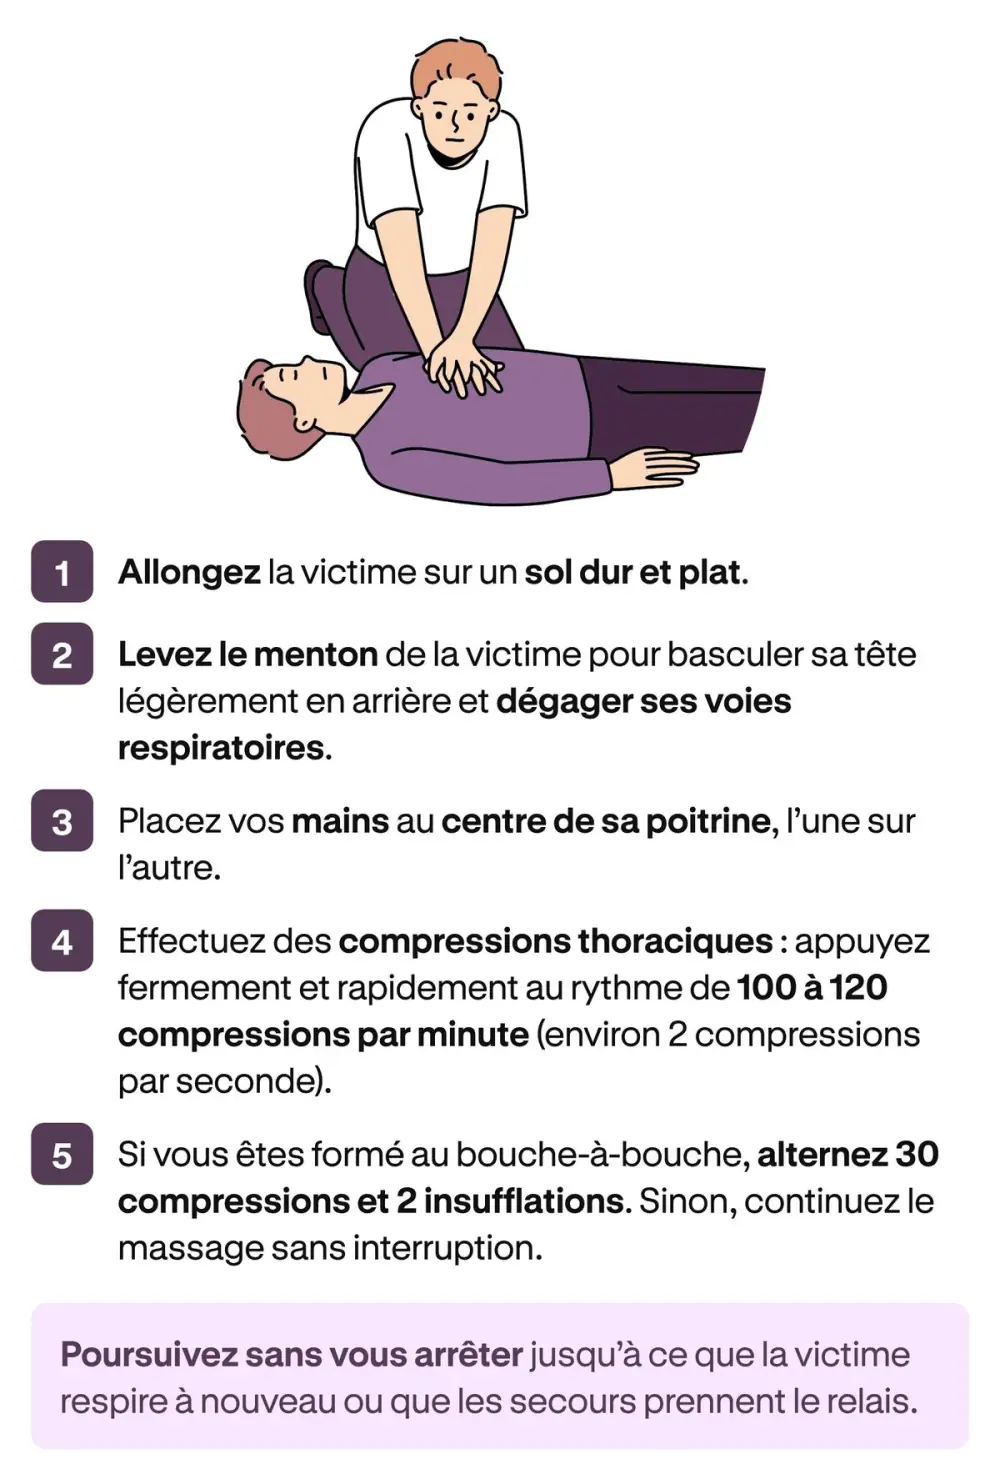 1
Allongez la victime sur un sol dur et plat.
2
Levez le menton de la victime pour basculer sa tête
légèrement en arrière et dégager ses voies
respiratoires.
3
Placez vos mains au centre de sa poitrine, l’une sur
l’autre.
4
Effectuez des compressions thoraciques : appuyez
fermement et rapidement au rythme de 100 à 120
compressions par minute (environ 2 compressions
par seconde).
5
Si vous êtes formé au bouche-à-bouche, alternez 30
compressions et 2 insufflations. Sinon, continuez le
massage sans interruption.
Poursuivez sans vous arrêter jusqu’à ce que la victime
respire à nouveau ou que les secours prennent le relais.